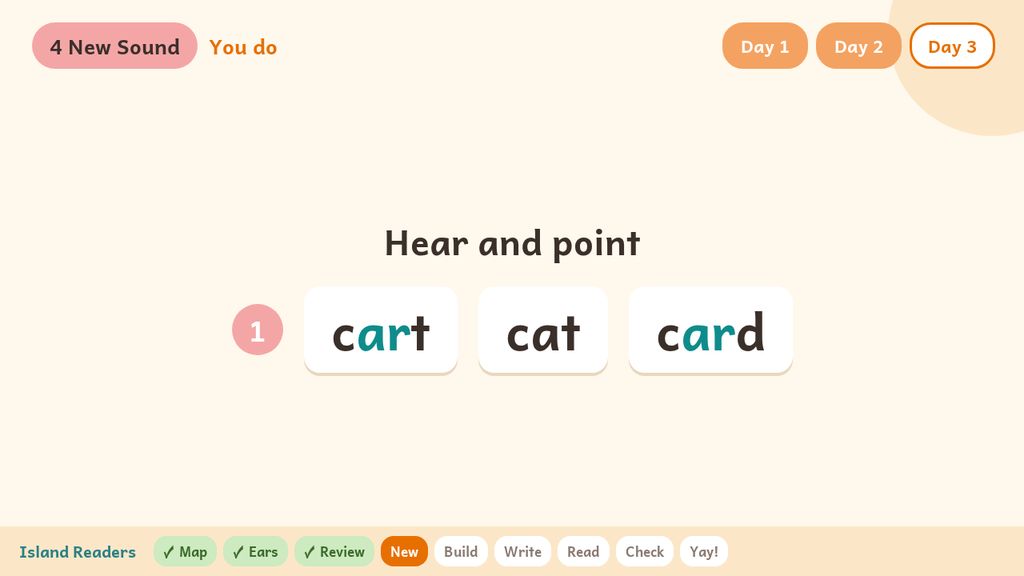 4 New Sound You do Day 1 Day 2 Day 3
Hear and point
1 cart cat card
Island Readers ✓ Map ✓ Ears ✓ Review New Build Write Read Check Yay!